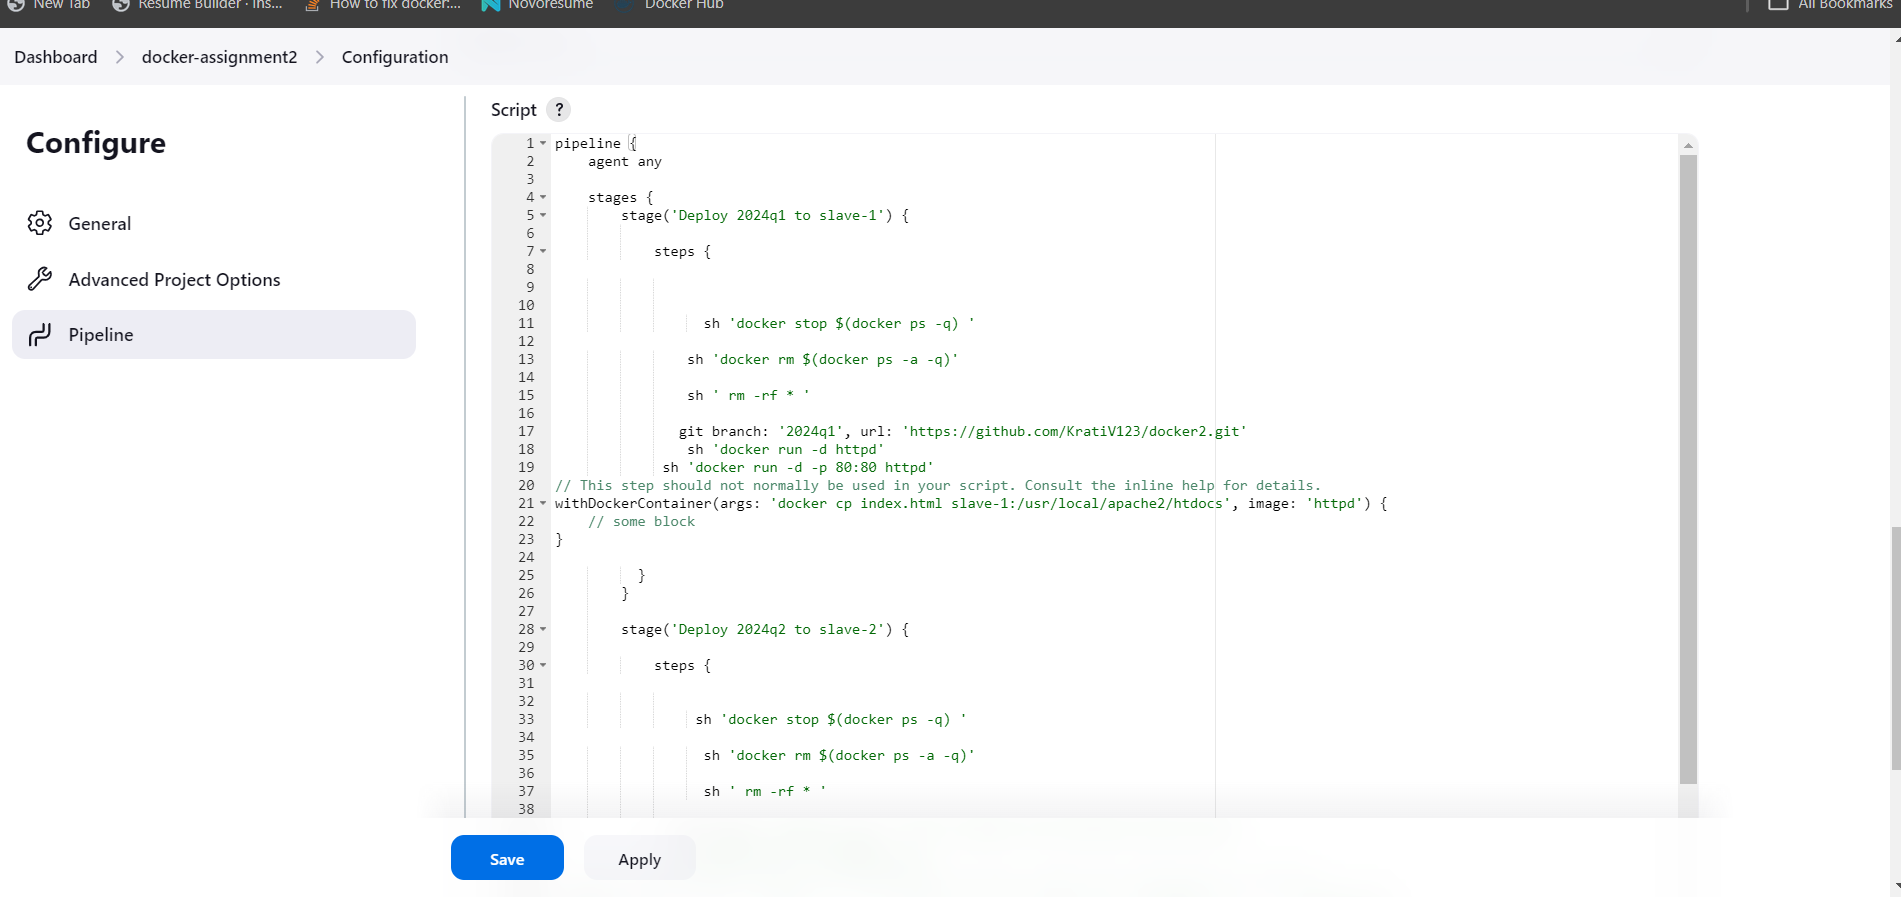 New Tab
Resume Builder · Ins...
How to fix docker:...
Novoresume
Docker Hub
All Bookmarks
Dashboard
docker-assignment2
Configuration
Configure
General
Advanced Project Options
Pipeline
Script ?
1 pipeline {
2     agent any
3
4     stages {
5         stage('Deploy 2024q1 to slave-1') {
6
7             steps {
8
9
10
11                   sh 'docker stop $(docker ps -q) '
12
13                 sh 'docker rm $(docker ps -a -q)'
14
15                 sh ' rm -rf * '
16
17                git branch: '2024q1', url: 'https://github.com/KratiV123/docker2.git'
18                 sh 'docker run -d httpd'
19              sh 'docker run -d -p 80:80 httpd'
20 // This step should not normally be used in your script. Consult the inline help for details.
21 withDockerContainer(args: 'docker cp index.html slave-1:/usr/local/apache2/htdocs', image: 'httpd') {
22     // some block
23 }
24
25           }
26         }
27
28         stage('Deploy 2024q2 to slave-2') {
29
30             steps {
31
32
33                  sh 'docker stop $(docker ps -q) '
34
35                   sh 'docker rm $(docker ps -a -q)'
36
37                   sh ' rm -rf * '
38
Save
Apply